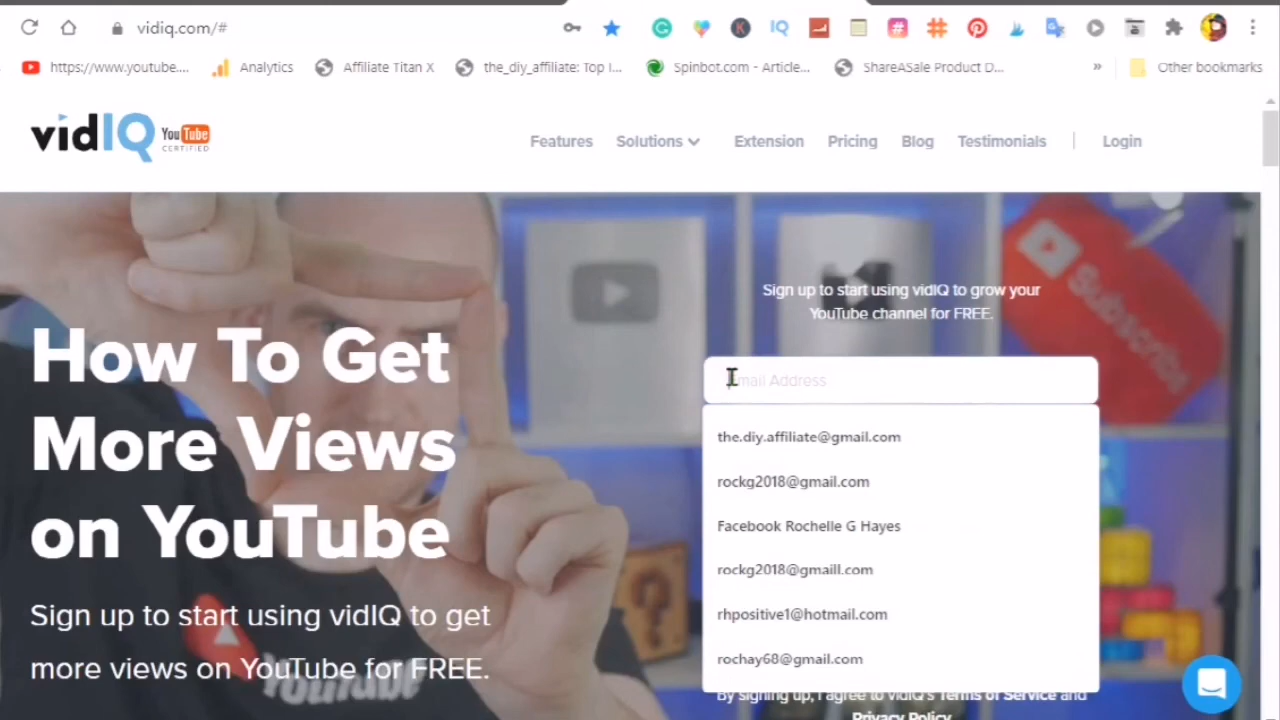 vidiq.com/#
IQ
https://www.youtube....
Analytics
Affiliate Titan X
the_diy_affiliate: Top I...
Spinbot.com - Article...
ShareASale Product D...
»
Other bookmarks
vidIQ YouTube
CERTIFIED
Features
Solutions
Extension
Pricing
Blog
Testimonials
Login
How To Get
More Views
on YouTube
Sign up to start using vidIQ to get
more views on YouTube for FREE.
Sign up to start using vidIQ to grow your
YouTube channel for FREE.
Email Address
the.diy.affiliate@gmail.com
rockg2018@gmail.com
Facebook Rochelle G Hayes
rockg2018@gmaill.com
rhpositive1@hotmail.com
rochay68@gmail.com
By signing up, I agree to vidIQ's Terms of Service and
Privacy Policy
Subscribe
YouTube